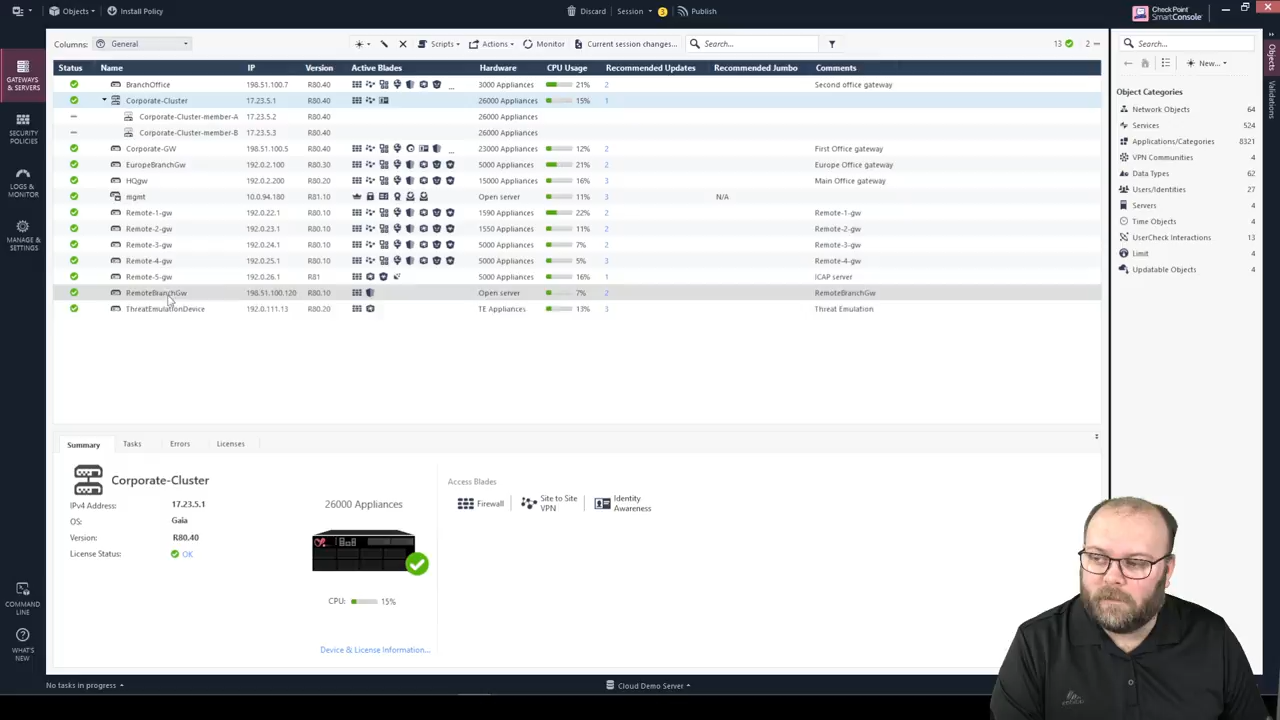 Objects Install Policy Discard Session 3 Publish Check Point SmartConsole
Columns: General Scripts Actions Monitor Current session changes... Search... 13 2 Search...
Status Name IP Version Active Blades Hardware CPU Usage Recommended Updates Recommended Jumbo Comments
BranchOffice 198.51.100.7 R80.40 ... 3000 Appliances 21% 2 Second office gateway
Corporate-Cluster 17.23.5.1 R80.40 26000 Appliances 15% 1
Corporate-Cluster-member-A 17.23.5.2 R80.40 26000 Appliances
Corporate-Cluster-member-B 17.23.5.3 R80.40 26000 Appliances
Corporate-GW 198.51.100.5 R80.40 ... 23000 Appliances 12% 2 First Office gateway
EuropeBranchGw 192.0.2.100 R80.30 5000 Appliances 21% 2 Europe Office gateway
HQgw 192.0.2.200 R80.20 15000 Appliances 16% 3 Main Office gateway
mgmt 10.0.94.180 R81.10 Open server 11% 3 N/A
Remote-1-gw 192.0.22.1 R80.10 1590 Appliances 22% 2 Remote-1-gw
Remote-2-gw 192.0.23.1 R80.10 1550 Appliances 11% 2 Remote-2-gw
Remote-3-gw 192.0.24.1 R80.10 5000 Appliances 7% 2 Remote-3-gw
Remote-4-gw 192.0.25.1 R80.10 5000 Appliances 5% 3 Remote-4-gw
Remote-5-gw 192.0.26.1 R81 5000 Appliances 16% 1 ICAP server
RemoteBranchGw 198.51.100.120 R80.10 Open server 7% 2 RemoteBranchGw
ThreatEmulationDevice 192.0.111.13 R80.20 TE Appliances 13% 3 Threat Emulation
GATEWAYS & SERVERS
SECURITY POLICIES
LOGS & MONITOR
MANAGE & SETTINGS
COMMAND LINE
WHAT'S NEW
New...
Object Categories
Network Objects 64
Services 524
Applications/Categories 8321
VPN Communities 4
Data Types 62
Users/Identities 27
Servers 4
Time Objects 4
UserCheck Interactions 13
Limit 4
Updatable Objects 4
Objects
Validations
Summary Tasks Errors Licenses
Corporate-Cluster
IPv4 Address: 17.23.5.1
OS: Gaia
Version: R80.40
License Status: OK
26000 Appliances
CPU: 15%
Device & License Information...
Access Blades
Firewall Site to Site VPN Identity Awareness
No tasks in progress Cloud Demo Server